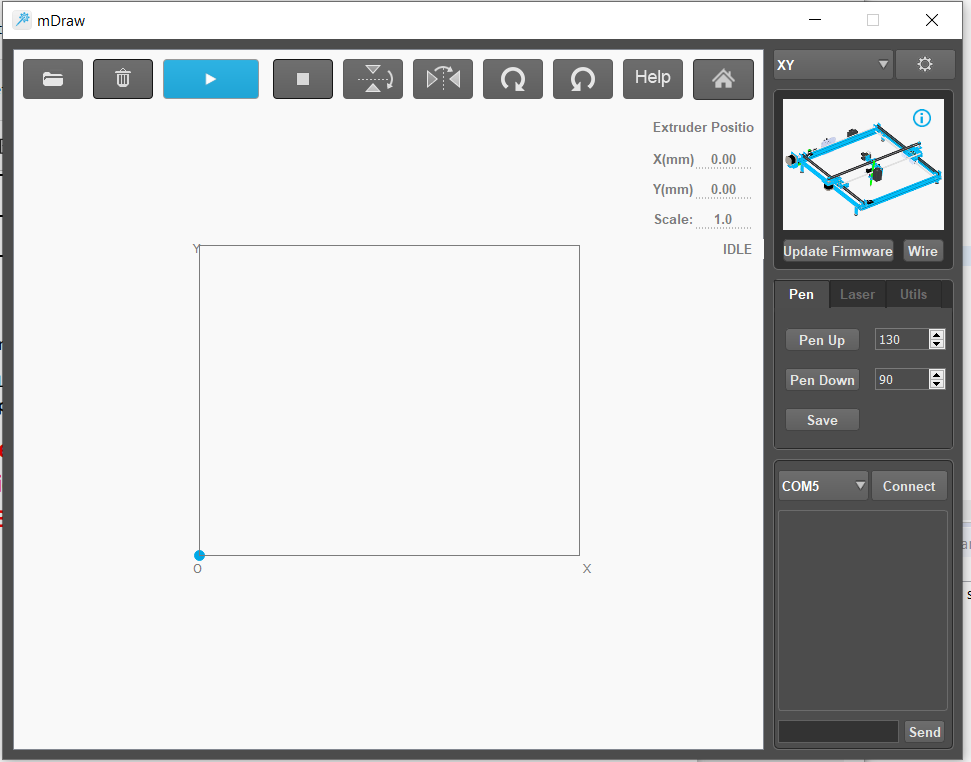 mDraw
Help
XY
Extruder Positio
X(mm) 0.00
Y(mm) 0.00
Scale: 1.0
IDLE
Y
O
X
Update Firmware Wire
Pen Laser Utils
Pen Up 130
Pen Down 90
Save
COM5 Connect
Send